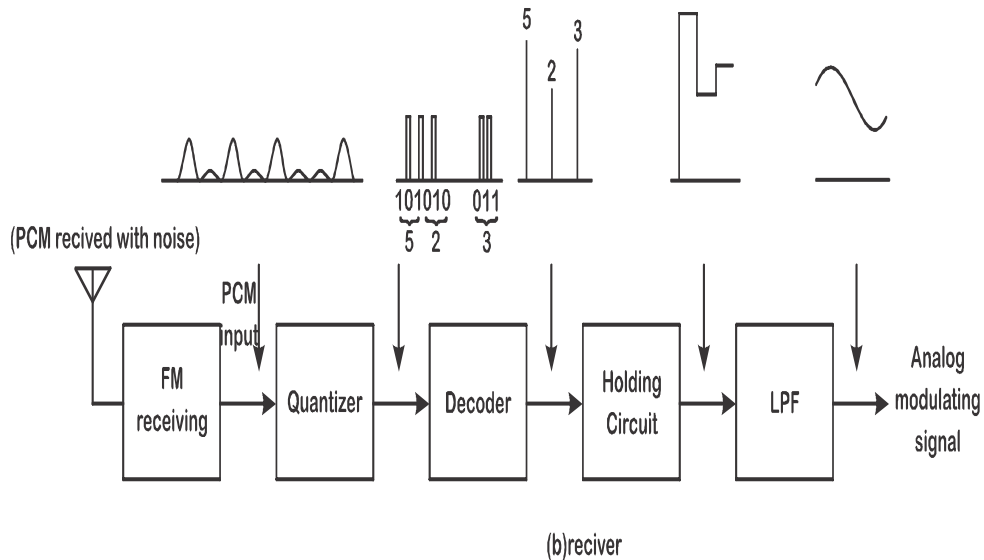 5
2
3
101010
011
5
2
3
(PCM recived with noise)
PCM
input
FM
receiving
Quantizer
Decoder
Holding
Circuit
LPF
Analog
modulating
signal
(b)reciver